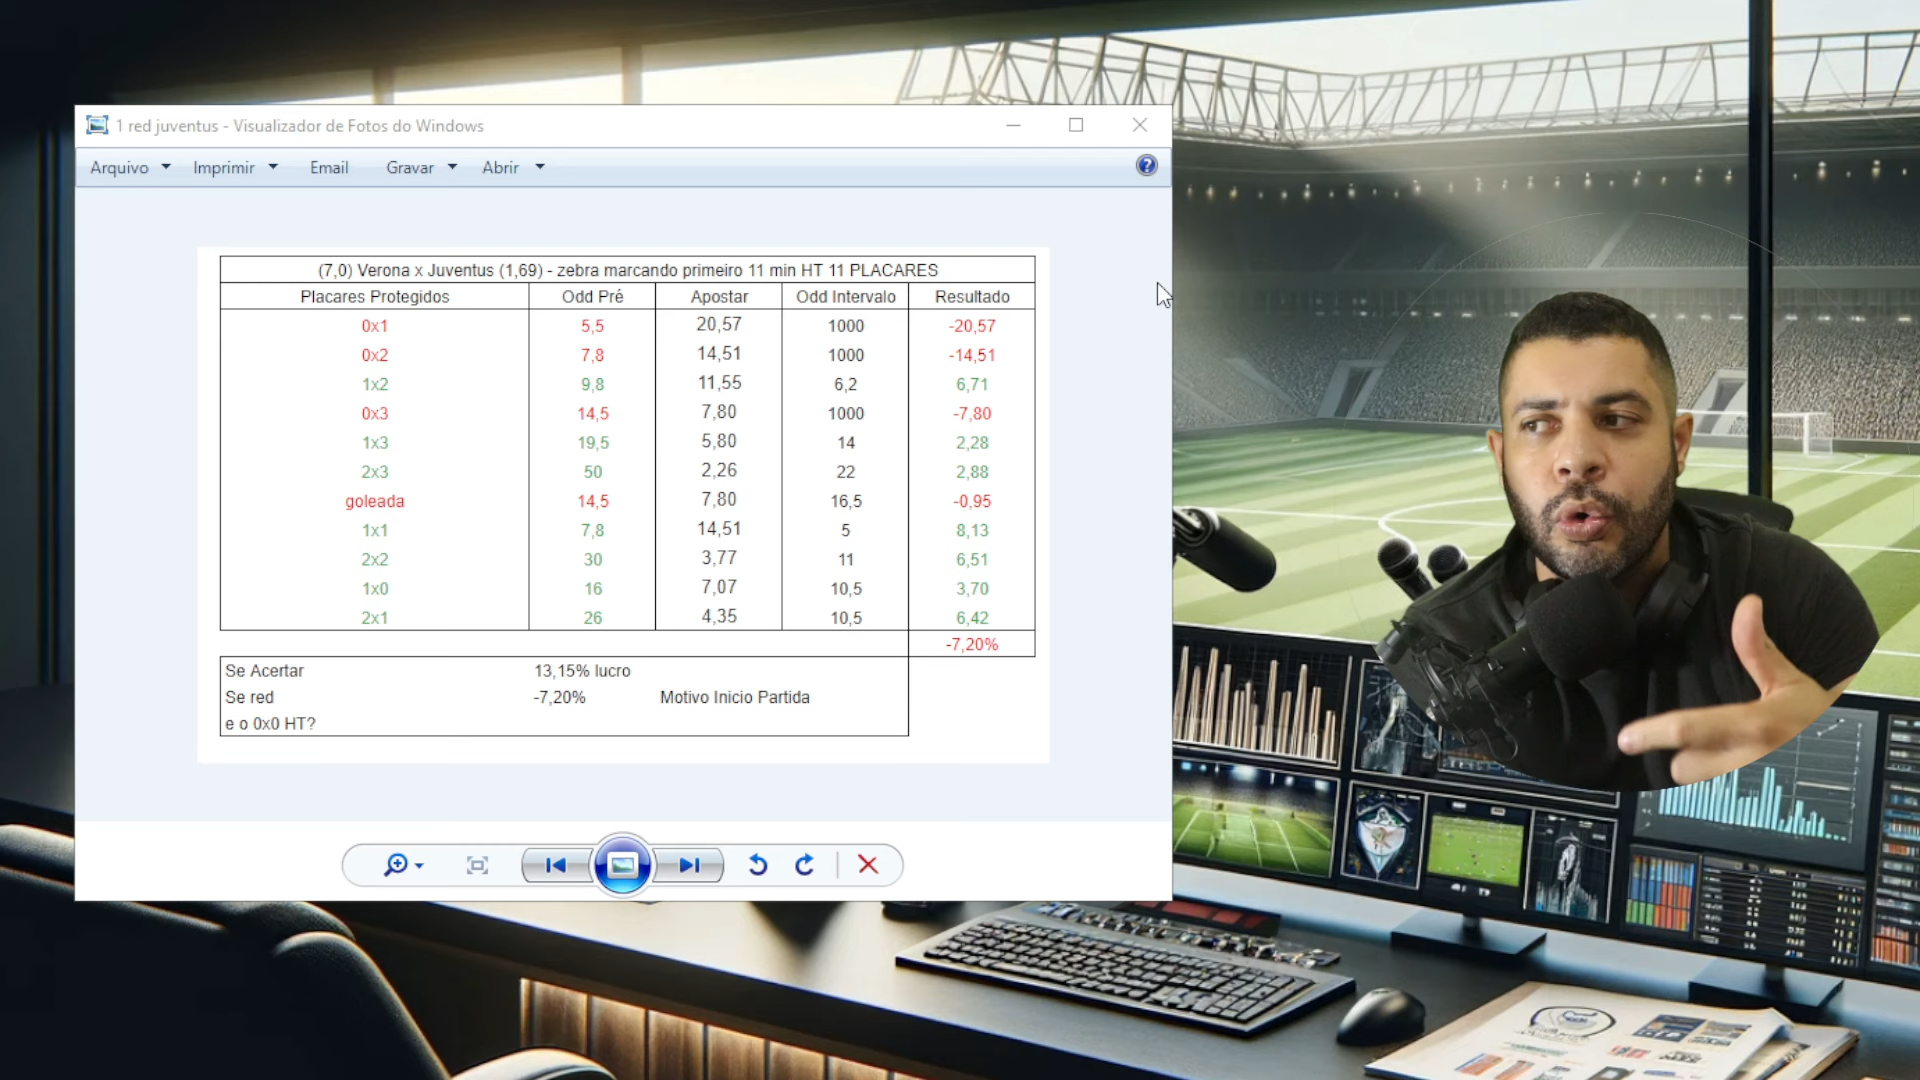 1 red juventus - Visualizador de Fotos do Windows
Arquivo Imprimir Email Gravar Abrir
(7,0) Verona x Juventus (1,69) - zebra marcando primeiro 11 min HT 11 PLACARES
Placares Protegidos Odd Pré Apostar Odd Intervalo Resultado
0x1 5,5 20,57 1000 -20,57
0x2 7,8 14,51 1000 -14,51
1x2 9,8 11,55 6,2 6,71
0x3 14,5 7,80 1000 -7,80
1x3 19,5 5,80 14 2,28
2x3 50 2,26 22 2,88
goleada 14,5 7,80 16,5 -0,95
1x1 7,8 14,51 5 8,13
2x2 30 3,77 11 6,51
1x0 16 7,07 10,5 3,70
2x1 26 4,35 10,5 6,42
-7,20%
Se Acertar 13,15% lucro
Se red -7,20% Motivo Inicio Partida
e o 0x0 HT?